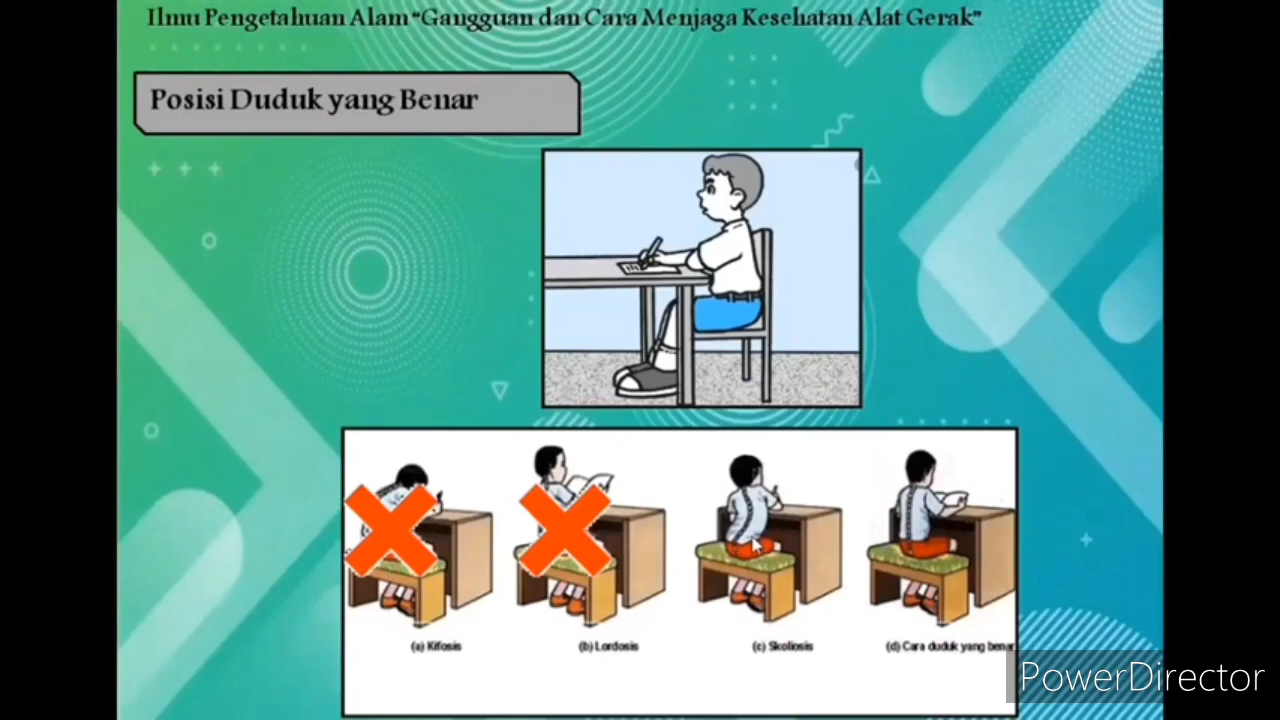 Ilmu Pengetahuan Alam “Gangguan dan Cara Menjaga Kesehatan Alat Gerak”
Posisi Duduk yang Benar
(a) Kifosis
(b) Lordosis
(c) Skoliosis
(d) Cara duduk yang benar
PowerDirector